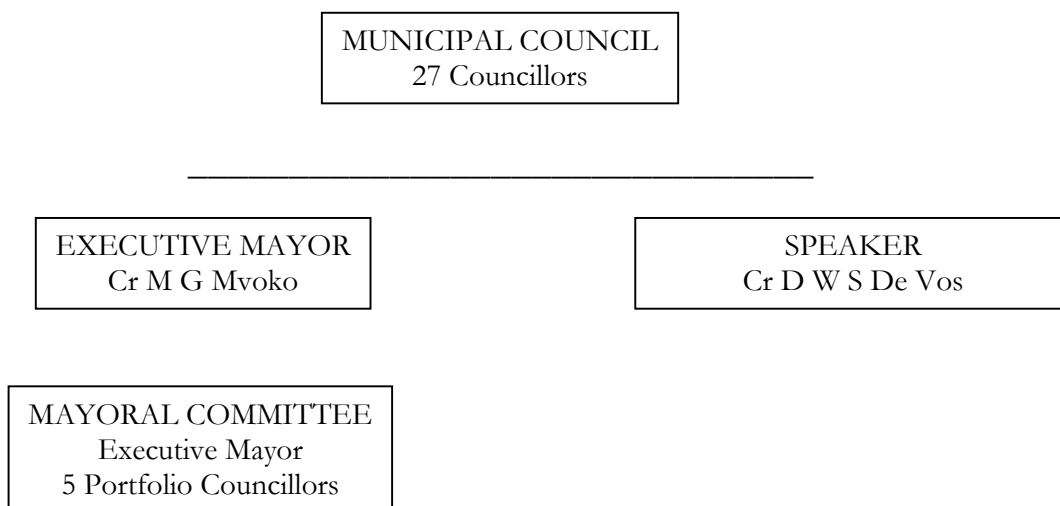 MUNICIPAL COUNCIL
27 Councillors
EXECUTIVE MAYOR
Cr M G Mvoko
SPEAKER
Cr D W S De Vos
MAYORAL COMMITTEE
Executive Mayor
5 Portfolio Councillors